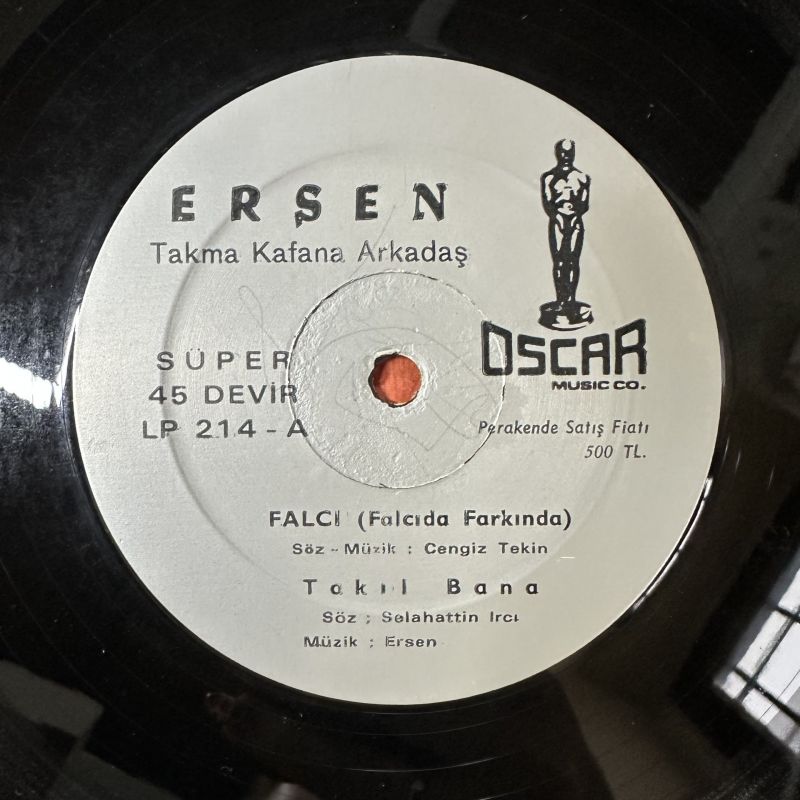 ERŞEN
Takma Kafana Arkadaş
OSCAR
MUSIC CO.
SÜPER
45 DEVİR
LP 214 - A
Perakende Satış Fiatı
500 TL.
FALCI (Falcıda Farkında)
Söz - Müzik : Cengiz Tekin
Takıl Bana
Söz ; Selahattin Ircı
Müzik ; Ersen